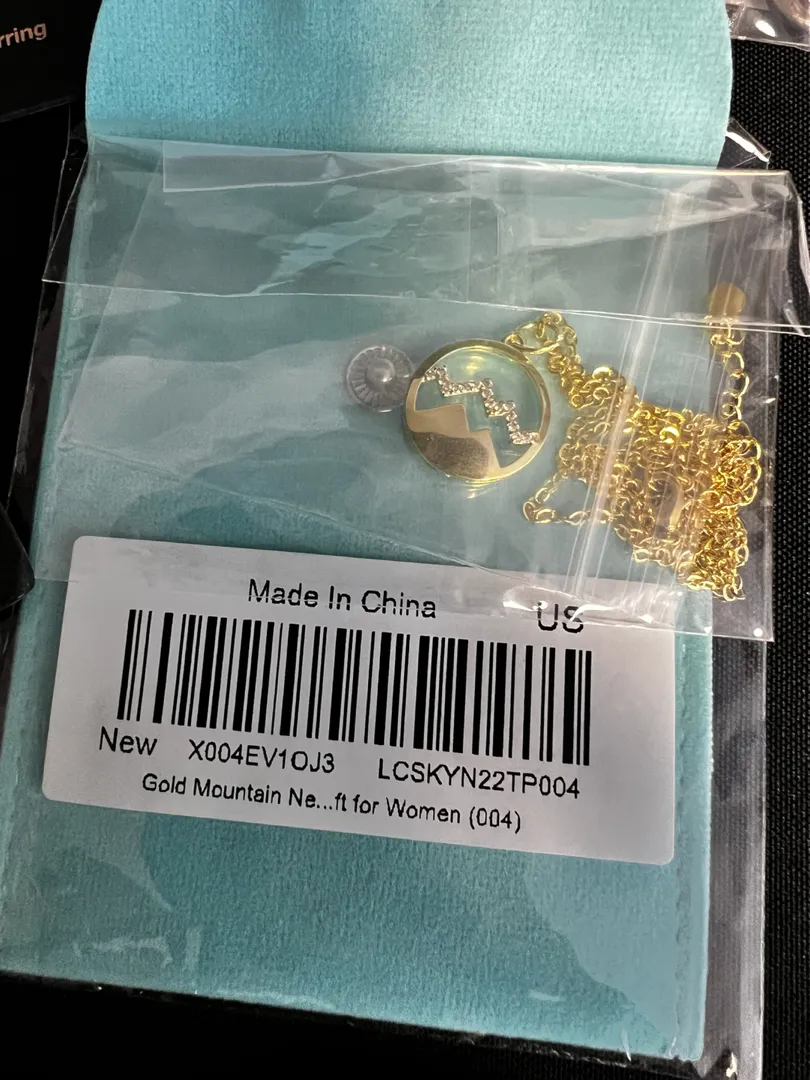 rring
Made In China US
New X004EV1OJ3 LCSKYN22TP004
Gold Mountain Ne...ft for Women (004)